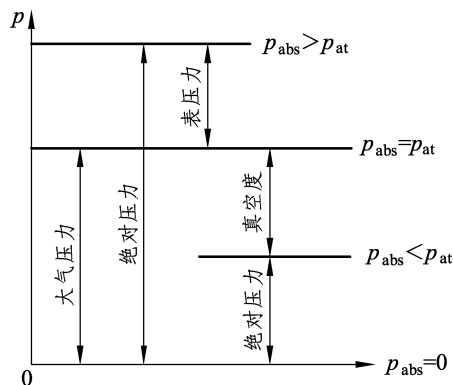 p
p_abs>p_at
表压力
p_abs=p_at
大气压力
绝对压力
真空度
p_abs<p_at
绝对压力
0
p_abs=0